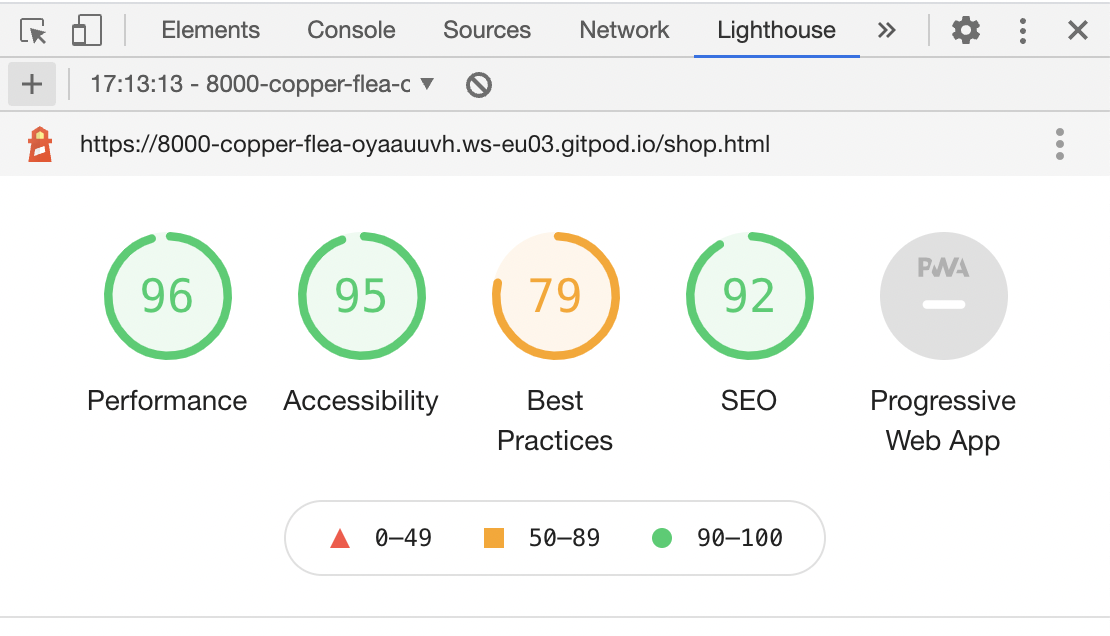 Elements Console Sources Network Lighthouse »
+ 17:13:13 - 8000-copper-flea-c ▼
https://8000-copper-flea-oyaauuvh.ws-eu03.gitpod.io/shop.html
96 95 79 92 PWA
Performance Accessibility Best Practices SEO Progressive Web App
0–49 50–89 90–100